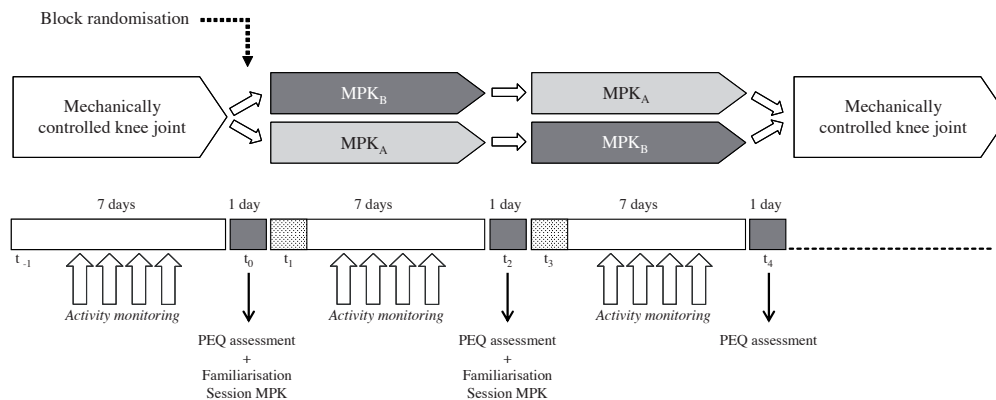 Block randomisation
Mechanically
controlled knee joint
MPK_B
MPK_A
MPK_A
MPK_B
Mechanically
controlled knee joint
7 days
1 day
7 days
1 day
7 days
1 day
t_-1
t_0
t_1
t_2
t_3
t_4
Activity monitoring
Activity monitoring
Activity monitoring
PEQ assessment
+
Familiarisation
Session MPK
PEQ assessment
+
Familiarisation
Session MPK
PEQ assessment